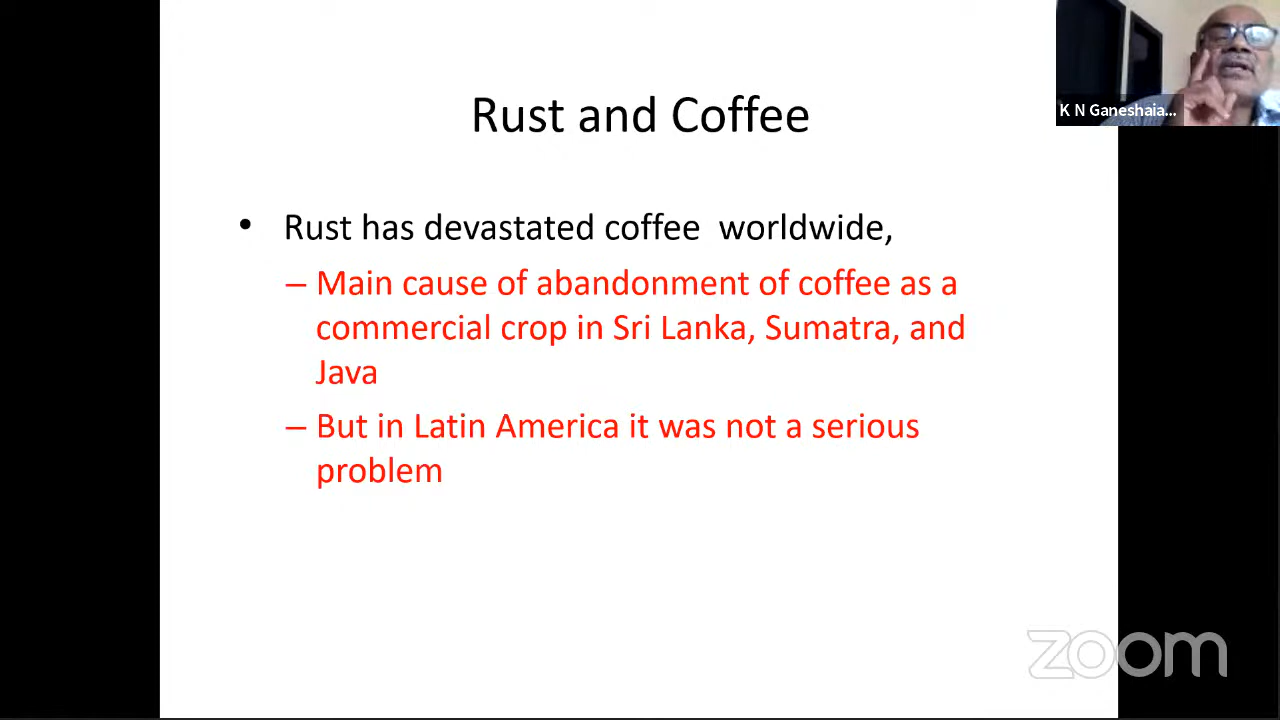 Rust and Coffee
K N Ganeshaia...
• Rust has devastated coffee worldwide,
– Main cause of abandonment of coffee as a
commercial crop in Sri Lanka, Sumatra, and
Java
– But in Latin America it was not a serious
problem
zoom